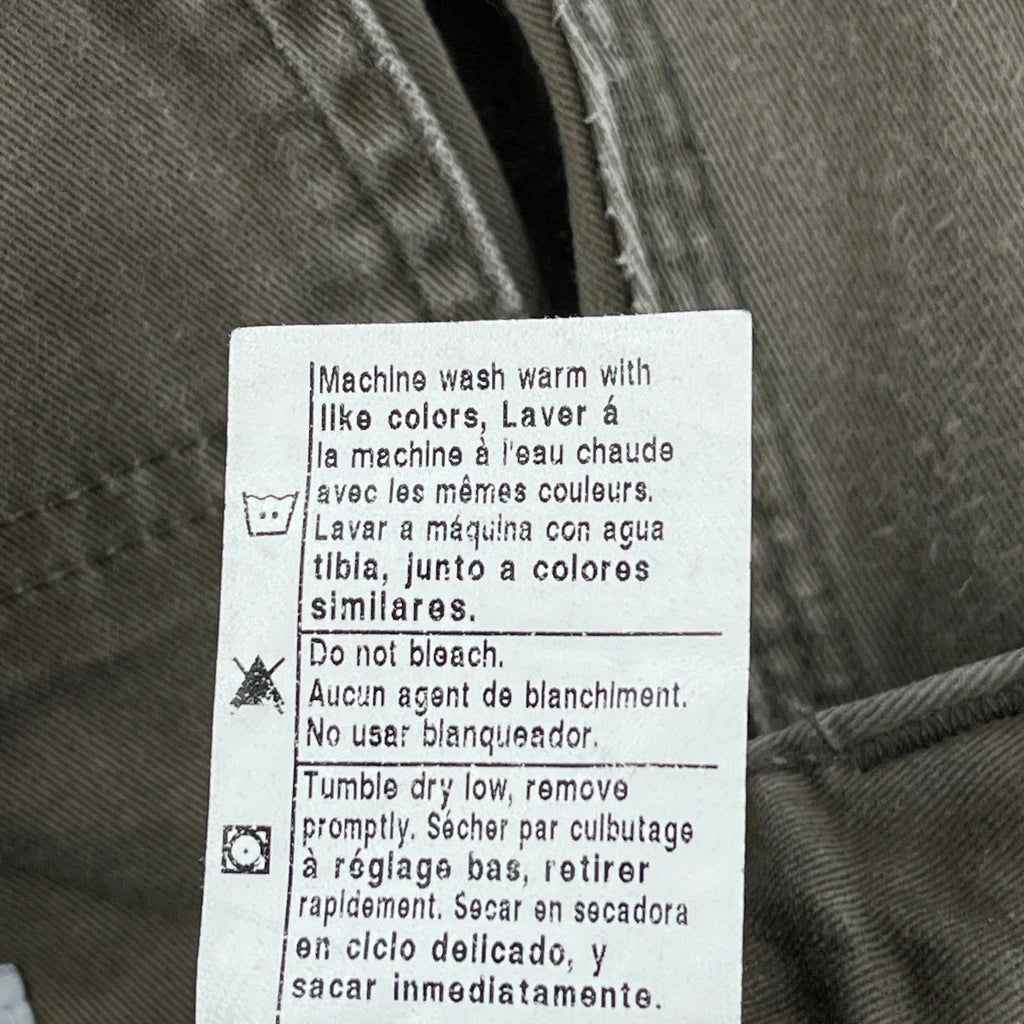 Machine wash warm with
like colors, Laver á
la machine à l'eau chaude
avec les mêmes couleurs.
Lavar a máquina con agua
tibia, junto a colores
similares.
Do not bleach.
Aucun agent de blanchiment.
No usar blanqueador.
Tumble dry low, remove
promptly. Sécher par culbutage
à réglage bas, retirer
rapidement. Secar en secadora
en ciclo delicado, y
sacar inmediatamente.